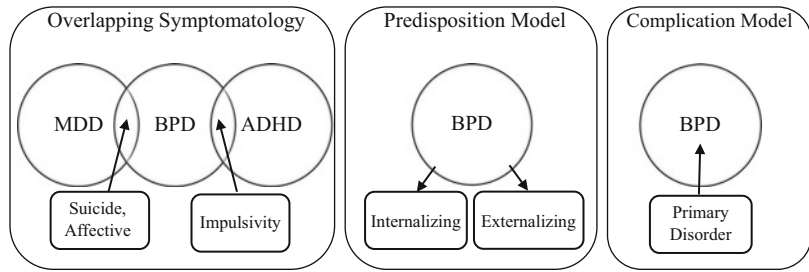 Overlapping Symptomatology
MDD
BPD
ADHD
Suicide,
Affective
Impulsivity
Predisposition Model
BPD
Internalizing
Externalizing
Complication Model
BPD
Primary
Disorder